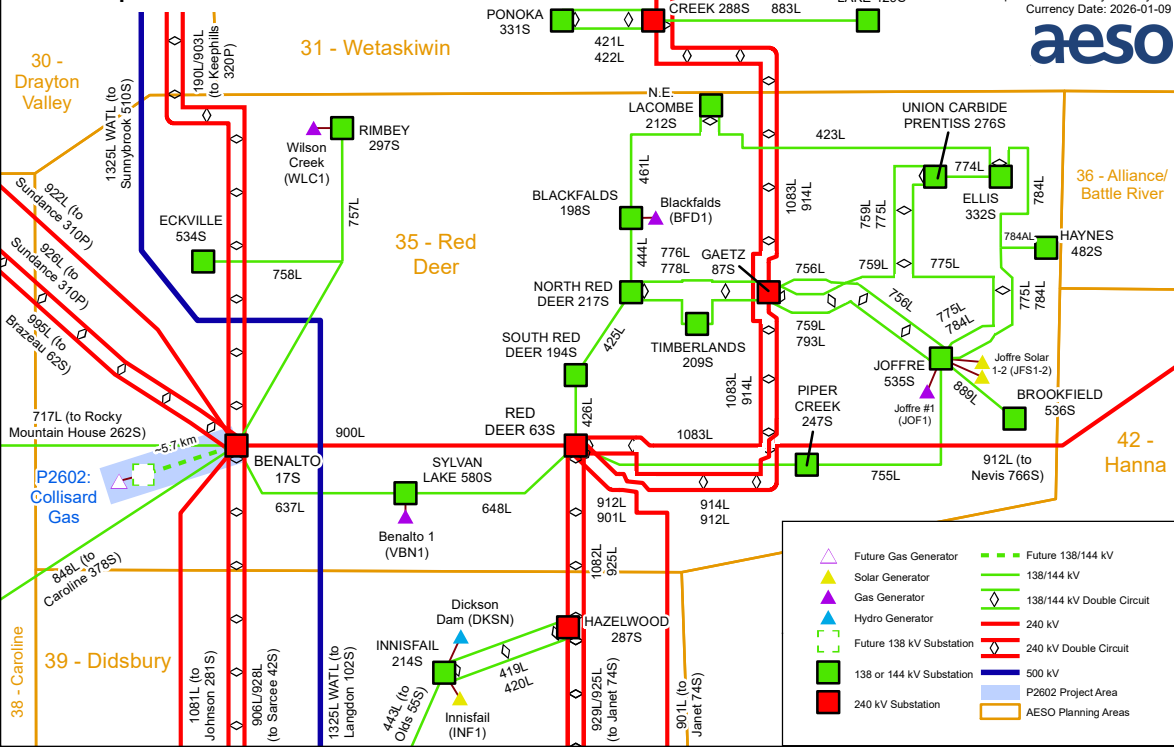 Currency Date: 2026-01-09
aeso
PONOKA
331S
CREEK 288S
883L
421L
422L
31 - Wetaskiwin
30 -
Drayton
Valley
190L/903L
(to Keephills
320P)
1325L WATL (to
Sunnybrook 510S)
N.E.
LACOMBE
212S
UNION CARBIDE
PRENTISS 276S
423L
RIMBEY
297S
Wilson
Creek
(WLC1)
757L
461L
774L
784L
ELLIS
332S
36 - Alliance/
Battle River
922L (to
Sundance 310P)
926L (to
Sundance 310P)
995L (to
Brazeau 62S)
ECKVILLE
534S
758L
35 - Red
Deer
BLACKFALDS
198S
Blackfalds
(BFD1)
444L
1083L
914L
759L
775L
784AL
HAYNES
482S
776L
778L
GAETZ
87S
756L
759L
775L
NORTH RED
DEER 217S
756L
775L
784L
775L
784L
TIMBERLANDS
209S
759L
793L
SOUTH RED
DEER 194S
425L
JOFFRE
535S
Joffre Solar
1-2 (JFS1-2)
889L
Joffre #1
(JOF1)
BROOKFIELD
536S
1083L
914L
PIPER
CREEK
247S
717L (to Rocky
Mountain House 262S)
~5.7 km
RED
DEER 63S
426L
900L
1083L
42 -
Hanna
P2602:
Collisard
Gas
BENALTO
17S
SYLVAN
LAKE 580S
637L
648L
Benalto 1
(VBN1)
912L
901L
914L
912L
755L
912L (to
Nevis 766S)
848L (to
Caroline 378S)
1082L
925L
38 - Caroline
39 - Didsbury
1081L (to
Johnson 281S)
906L/928L
(to Sarcee 42S)
1325L WATL (to
Langdon 102S)
Dickson
Dam (DKSN)
INNISFAIL
214S
HAZELWOOD
287S
419L
420L
443L (to
Olds 55S)
Innisfail
(INF1)
929L/925L
(to Janet 74S)
901L (to
Janet 74S)
Future Gas Generator
Solar Generator
Gas Generator
Hydro Generator
Future 138 kV Substation
138 or 144 kV Substation
240 kV Substation
Future 138/144 kV
138/144 kV
138/144 kV Double Circuit
240 kV
240 kV Double Circuit
500 kV
P2602 Project Area
AESO Planning Areas